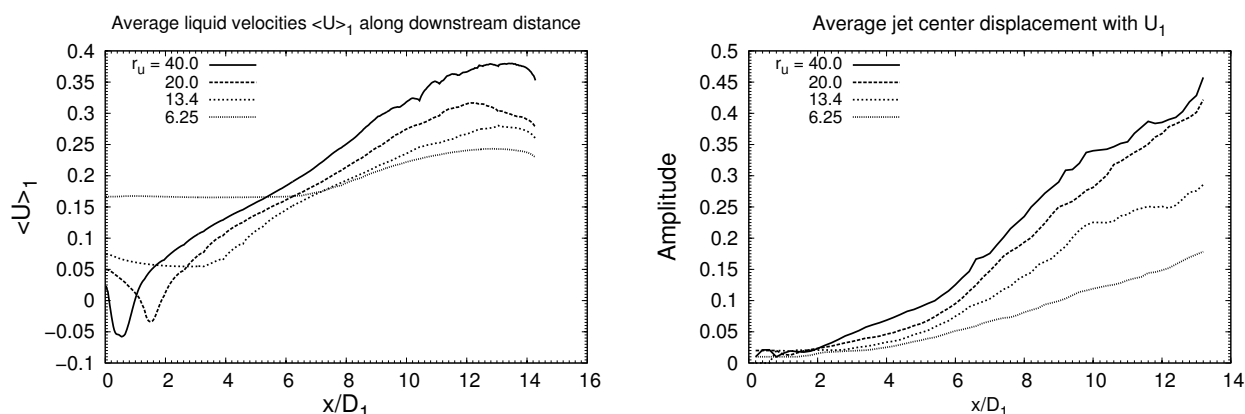 Average liquid velocities <U>₁ along downstream distance
<U>₁
0.4
0.35
0.3
0.25
0.2
0.15
0.1
0.05
0
−0.05
−0.1
rᵤ = 40.0
20.0
13.4
6.25
0 2 4 6 8 10 12 14 16
x/D₁
Average jet center displacement with U₁
Amplitude
0.5
0.45
0.4
0.35
0.3
0.25
0.2
0.15
0.1
0.05
0
rᵤ = 40.0
20.0
13.4
6.25
0 2 4 6 8 10 12 14
x/D₁